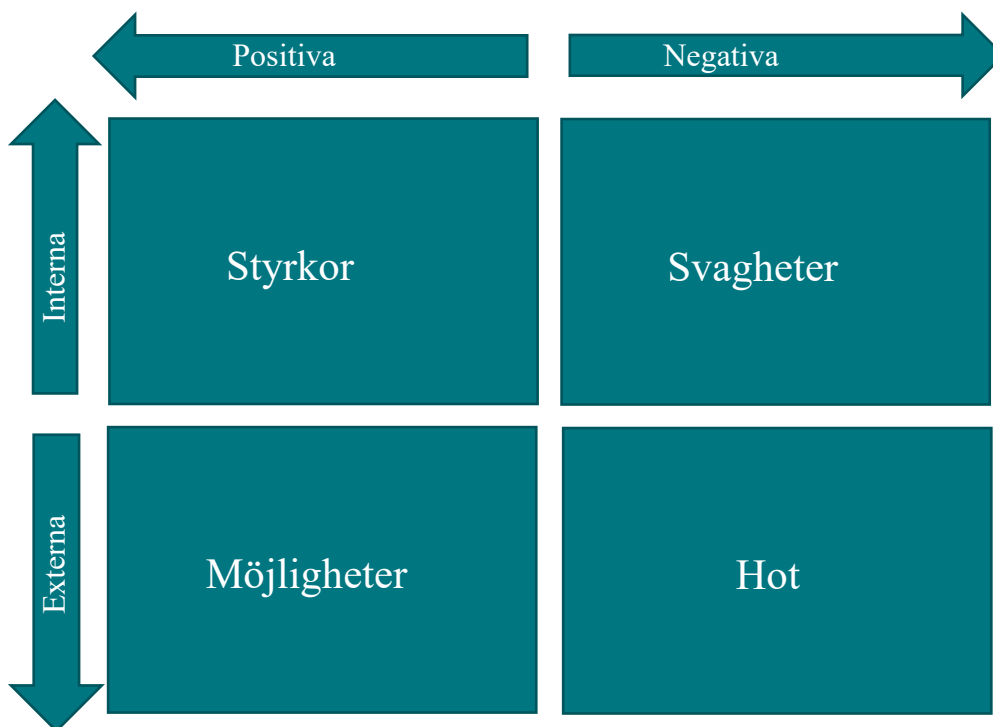 Positiva
Negativa
Interna
Styrkor
Svagheter
Externa
Möjligheter
Hot